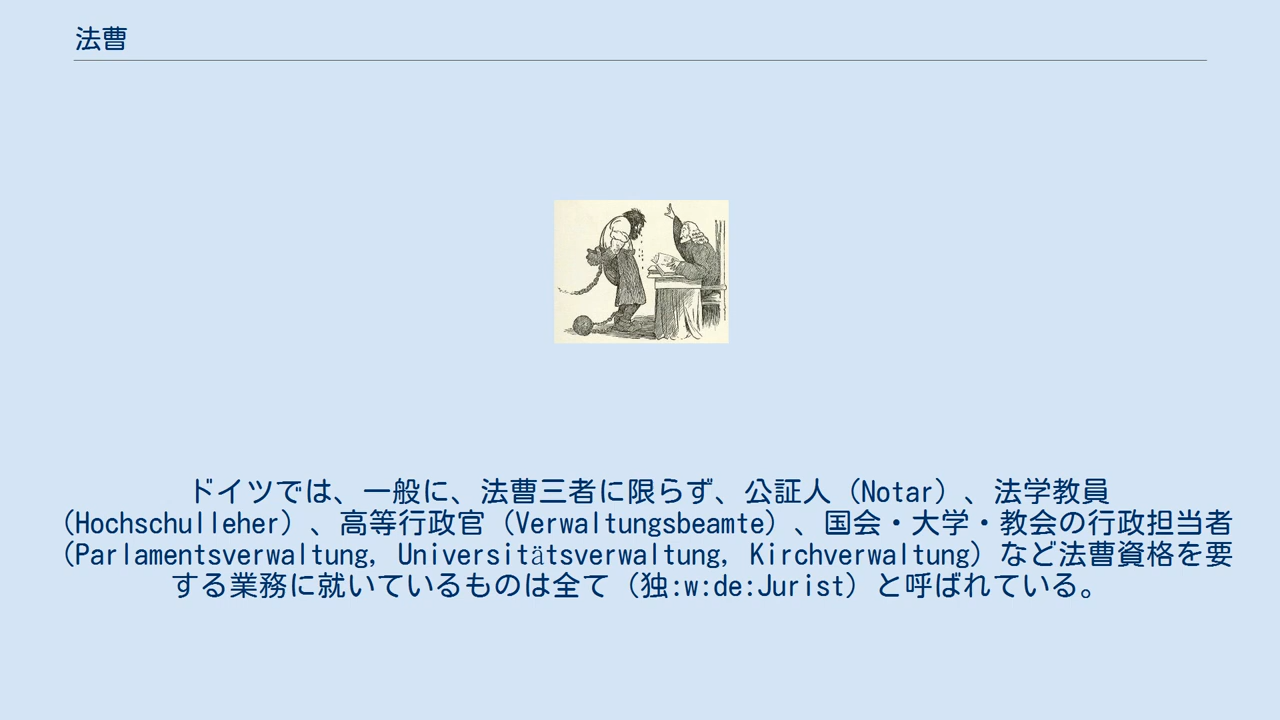 法曹
ドイツでは、一般に、法曹三者に限らず、公証人（Notar）、法学教員
（Hochschulleher）、高等行政官（Verwaltungsbeamte）、国会・大学・教会の行政担当者
（Parlamentsverwaltung, Universitätsverwaltung, Kirchverwaltung）など法曹資格を要
する業務に就いているものは全て（独:w:de:Jurist）と呼ばれている。